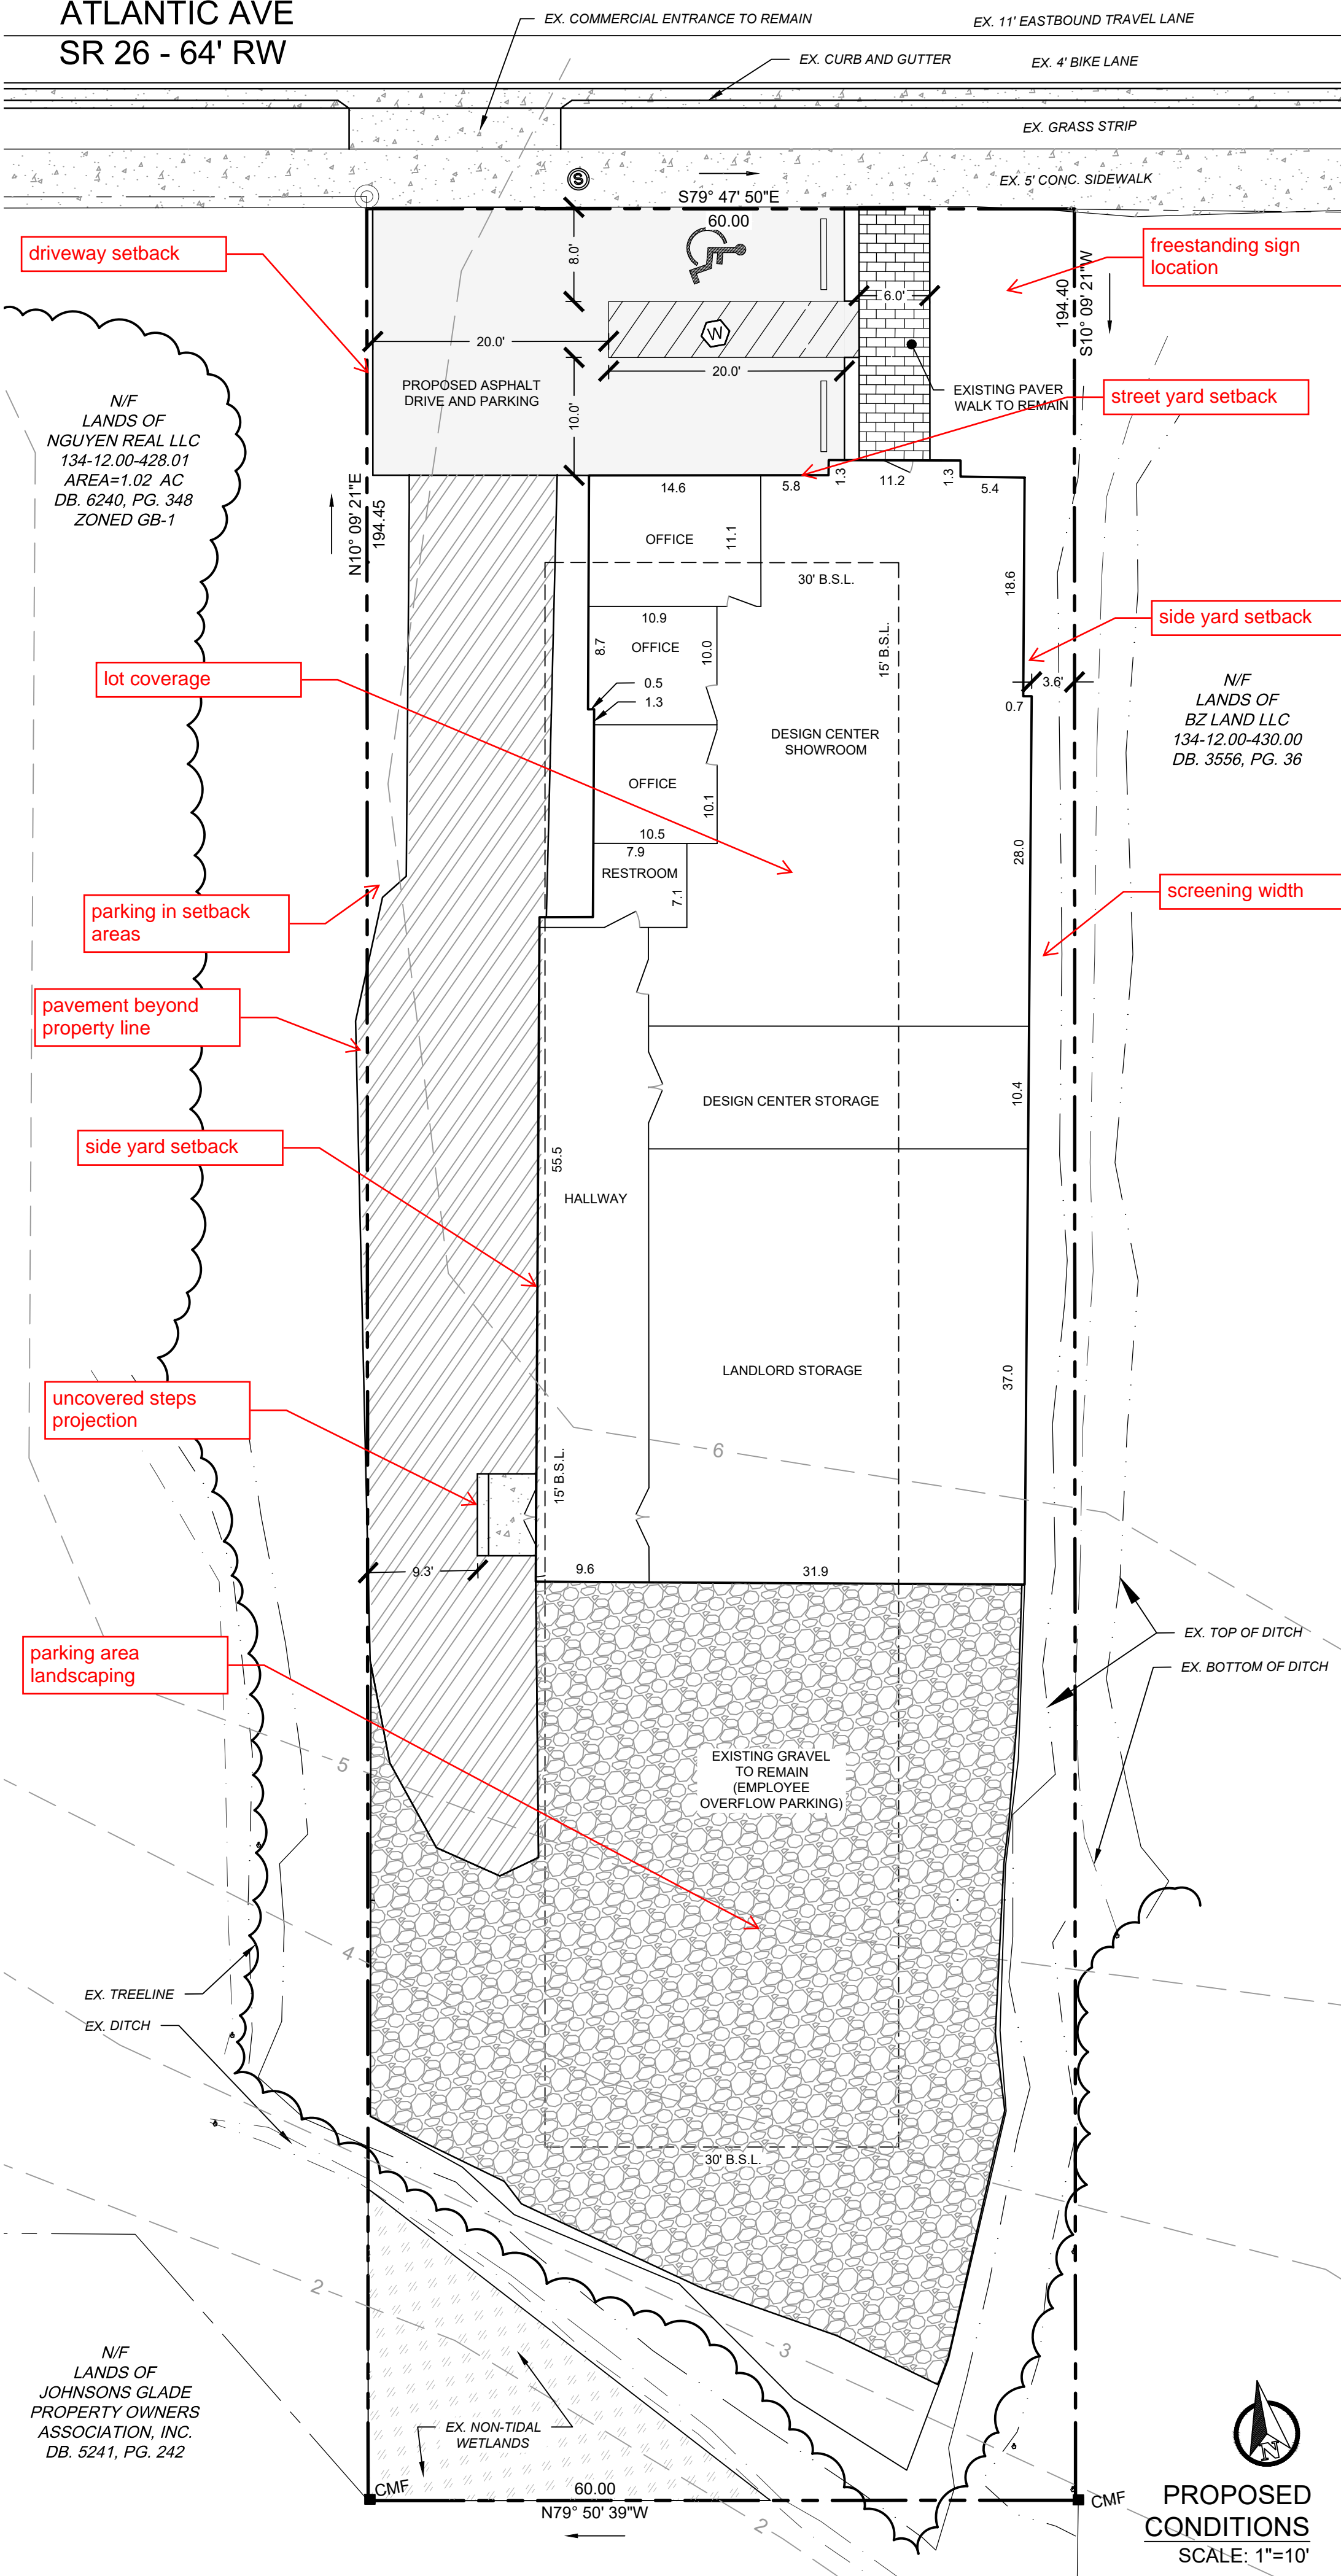 ATLANTIC AVE
SR 26 - 64' RW
EX. COMMERCIAL ENTRANCE TO REMAIN
EX. 11' EASTBOUND TRAVEL LANE
EX. CURB AND GUTTER
EX. 4' BIKE LANE
EX. GRASS STRIP
S
EX. 5' CONC. SIDEWALK
S79° 47' 50"E
60.00
driveway setback
8.0'
freestanding sign
location
194.40
S10° 09' 21"W
6.0'
W
20.0'
20.0'
PROPOSED ASPHALT
DRIVE AND PARKING
10.0'
EXISTING PAVER
WALK TO REMAIN
street yard setback
N/F
LANDS OF
NGUYEN REAL LLC
134-12.00-428.01
AREA=1.02 AC
DB. 6240, PG. 348
ZONED GB-1
N10° 09' 21"E
194.45
14.6
5.8
1.3
11.2
1.3
5.4
OFFICE
11.1
30' B.S.L.
18.6
10.9
8.7
OFFICE
10.0
15' B.S.L.
side yard setback
lot coverage
0.5
1.3
3.6'
0.7
N/F
LANDS OF
BZ LAND LLC
134-12.00-430.00
DB. 3556, PG. 36
DESIGN CENTER
SHOWROOM
OFFICE
10.1
10.5
7.9
RESTROOM
7.1
28.0
screening width
parking in setback
areas
pavement beyond
property line
DESIGN CENTER STORAGE
10.4
side yard setback
55.5
HALLWAY
LANDLORD STORAGE
37.0
uncovered steps
projection
6
15' B.S.L.
9.3'
9.6
31.9
parking area
landscaping
EX. TOP OF DITCH
EX. BOTTOM OF DITCH
5
EXISTING GRAVEL
TO REMAIN
(EMPLOYEE
OVERFLOW PARKING)
4
EX. TREELINE
EX. DITCH
30' B.S.L.
2
3
N/F
LANDS OF
JOHNSONS GLADE
PROPERTY OWNERS
ASSOCIATION, INC.
DB. 5241, PG. 242
EX. NON-TIDAL
WETLANDS
N
CMF
60.00
N79° 50' 39"W
2
CMF
PROPOSED
CONDITIONS
SCALE: 1"=10'